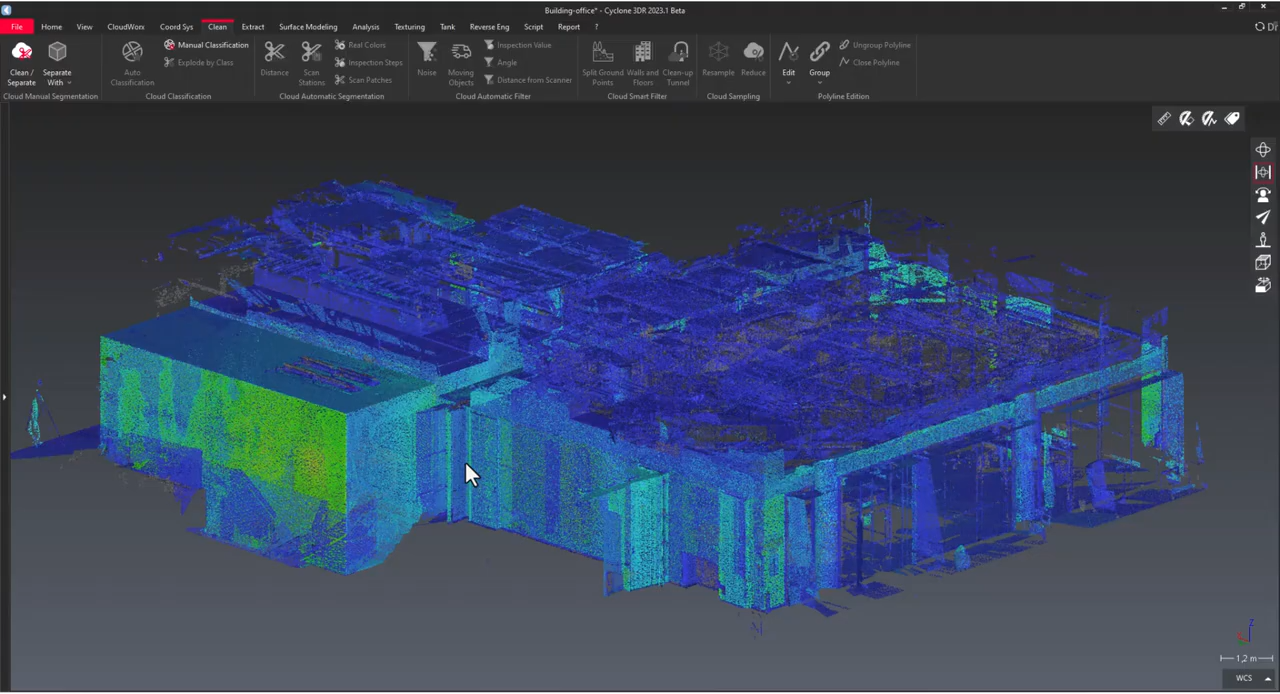 Building-office* - Cyclone 3DR 2023.1 Beta
File Home View CloudWorx Coord Sys Clean Extract Surface Modeling Analysis Texturing Tank Reverse Eng Script Report ?
Manual Classification
Explode by Class
Real Colors
Inspection Steps
Scan Patches
Inspection Value
Angle
Distance from Scanner
Ungroup Polyline
Close Polyline
Clean / Separate
Separate With
Auto Classification
Distance
Scan Stations
Noise
Moving Objects
Split Ground Points
Walls and Floors
Clean-up Tunnel
Resample
Reduce
Edit
Group
Cloud Manual Segmentation
Cloud Classification
Cloud Automatic Segmentation
Cloud Automatic Filter
Cloud Smart Filter
Cloud Sampling
Polyline Edition
Z
1,2 m
WCS